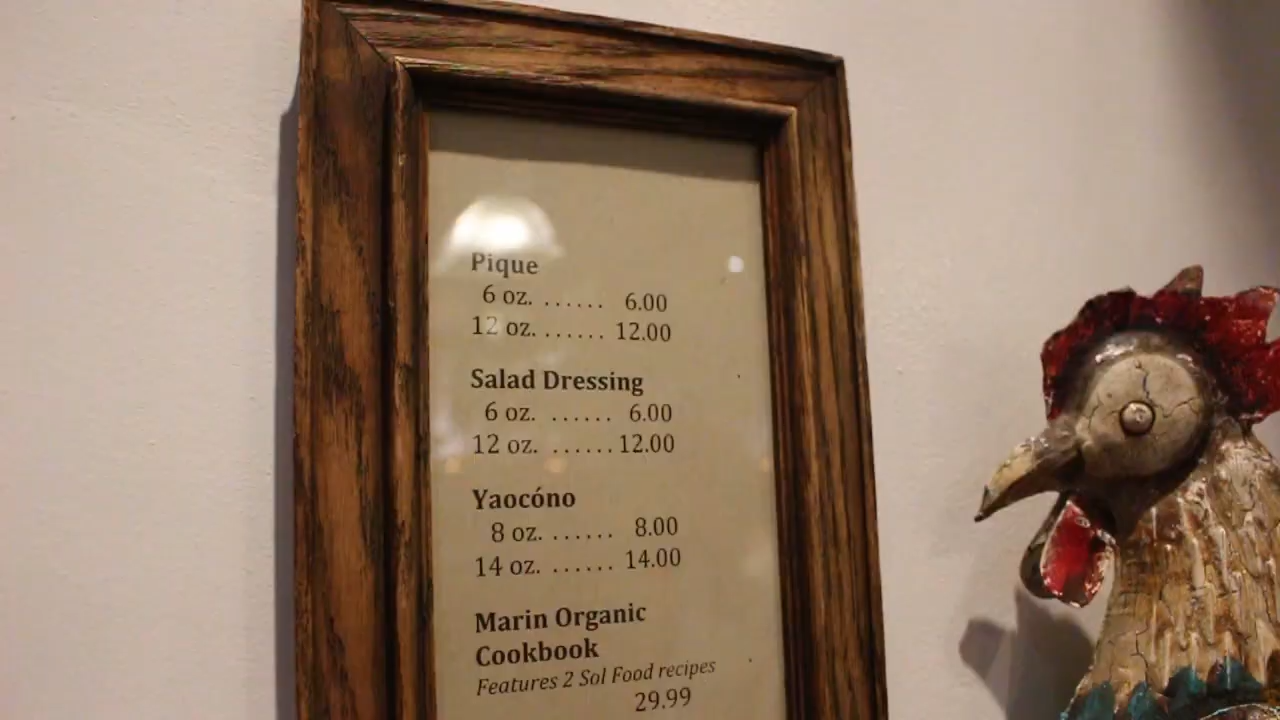 Pique
6 oz. ...... 6.00
12 oz. ...... 12.00
Salad Dressing
6 oz. ...... 6.00
12 oz. ...... 12.00
Yaocóno
8 oz. ...... 8.00
14 oz. ...... 14.00
Marin Organic
Cookbook
Features 2 Sol Food recipes
29.99